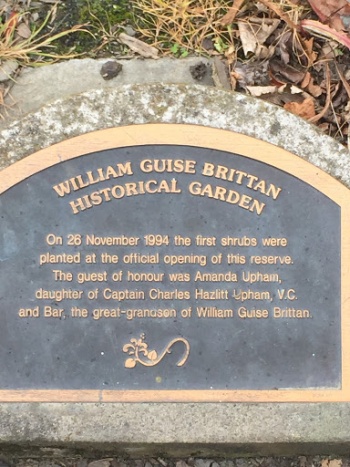 WILLIAM GUISE BRITTAN
HISTORICAL GARDEN
On 26 November 1994 the first shrubs were
planted at the official opening of this reserve.
The guest of honour was Amanda Upham,
daughter of Captain Charles Hazlitt Upham, V.C.
and Bar, the great-grandson of William Guise Brittan.